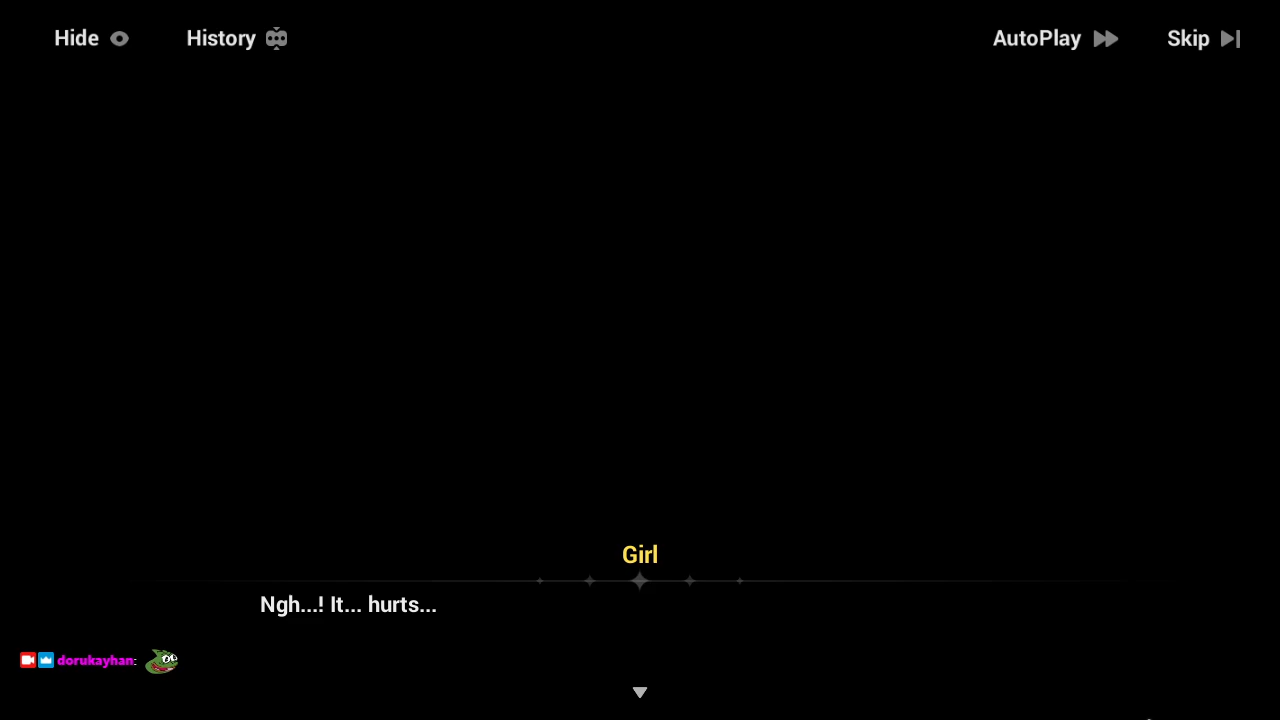 Hide
History
AutoPlay
Skip
Girl
Ngh...! It... hurts...
dorukayhan: